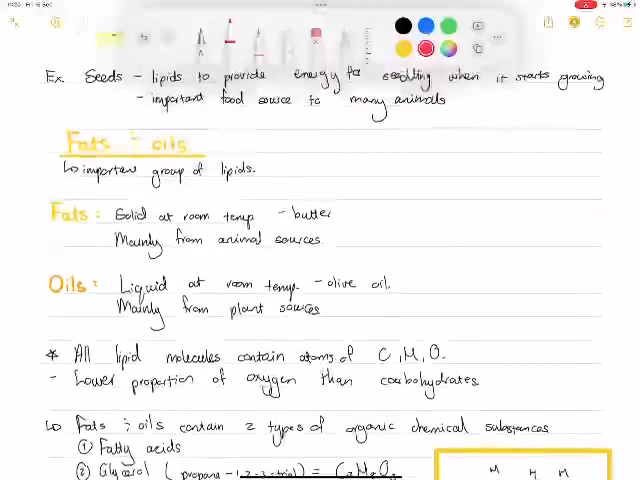 Ex. Seeds - lipids to provide energy for seedling when it starts growing
- important food source to many animals
Fats ÷ oils
↳ important group of lipids.
Fats: Solid at room temp - butter
Mainly from animal sources.
Oils: Liquid at room temp. - olive oil.
Mainly from plant sources
* All lipid molecules contain atoms of C, H, O.
- Lower proportion of oxygen than carbohydrates.
↳ Fats ÷ oils contain 2 types of organic chemical substances
① Fatty acids
② Glycerol (propane-1,2,3-triol) = C3H8O3
H H H